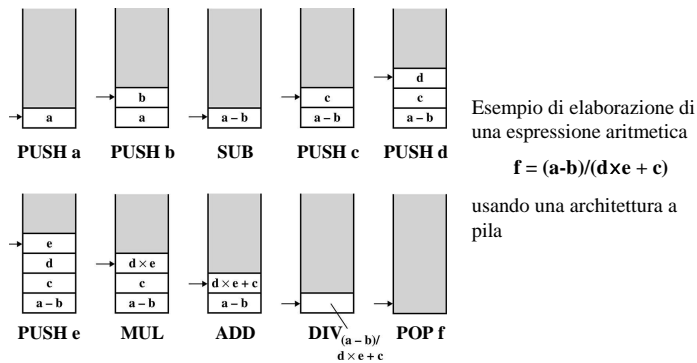 b
a
a
a – b
c
a – b
d
c
a – b
PUSH a
PUSH b
SUB
PUSH c
PUSH d
Esempio di elaborazione di
una espressione aritmetica
f = (a-b)/(d×e + c)
usando una architettura a
pila
e
d
c
a – b
d × e
c
a – b
d × e + c
a – b
PUSH e
MUL
ADD
DIV
(a – b)/
d × e + c
POP f